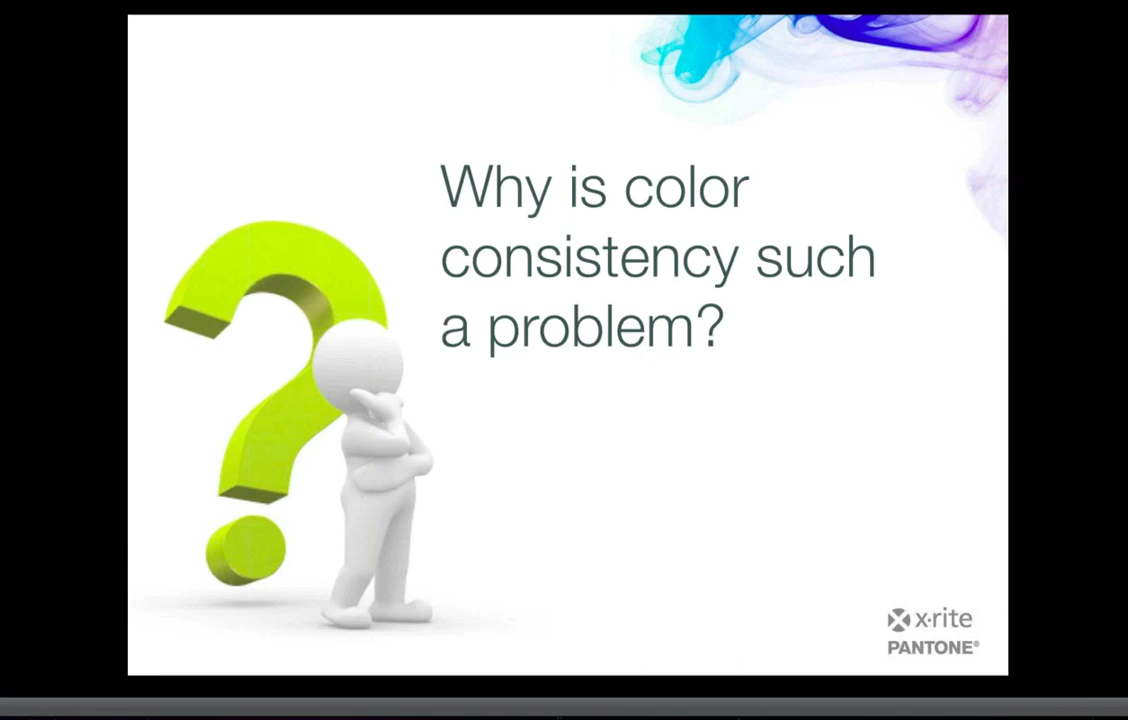 Why is color
consistency such
a problem?
x·rite
PANTONE®